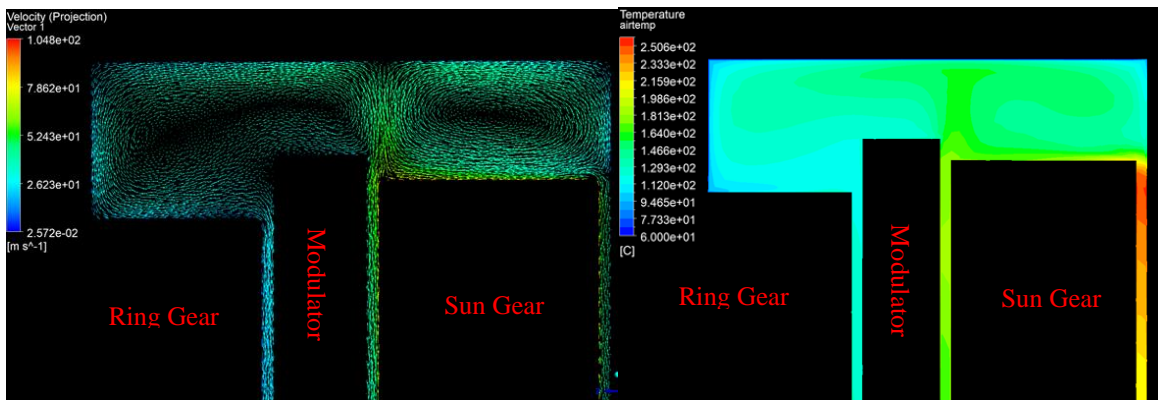 Velocity (Projection)
Vector 1
1.048e+02
7.862e+01
5.243e+01
2.623e+01
2.572e-02
[m s^-1]
Ring Gear
Modulator
Sun Gear
Temperature
airtemp
2.506e+02
2.333e+02
2.159e+02
1.986e+02
1.813e+02
1.640e+02
1.466e+02
1.293e+02
1.120e+02
9.465e+01
7.733e+01
6.000e+01
[C]
Ring Gear
Modulator
Sun Gear